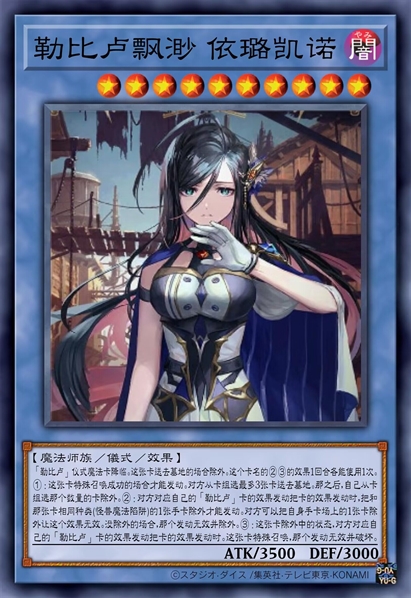 勒比卢飘渺 依璐凯诺
やみ
闇
【魔法师族／儀式／效果】
「勒比卢」仪式魔法卡降临。这张卡送去墓地的场合除外。这个卡名的②③的效果1回合各能使用1次。
①：这张卡特殊召唤成功的场合才能发动。对方从卡组选最多3张卡送去墓地。那之后，自己从卡
组选那个数量的卡除外。②：对方对应自己的「勒比卢」卡的效果发动把卡的效果发动时，把和
那张卡相同种类(怪兽魔法陷阱)的1张手卡除外才能发动。对方可以把自身手卡场上的1张卡除
外让这个效果无效。没除外的场合，那个发动无效并除外。③：这张卡除外中的状态，对方对应自
己的「勒比卢」卡的效果发动把卡的效果发动时。这张卡特殊召唤，那个发动无效并破坏。
ATK/3500 DEF/3000
©スタジオ・ダイス /集英社・テレビ東京・KONAMI